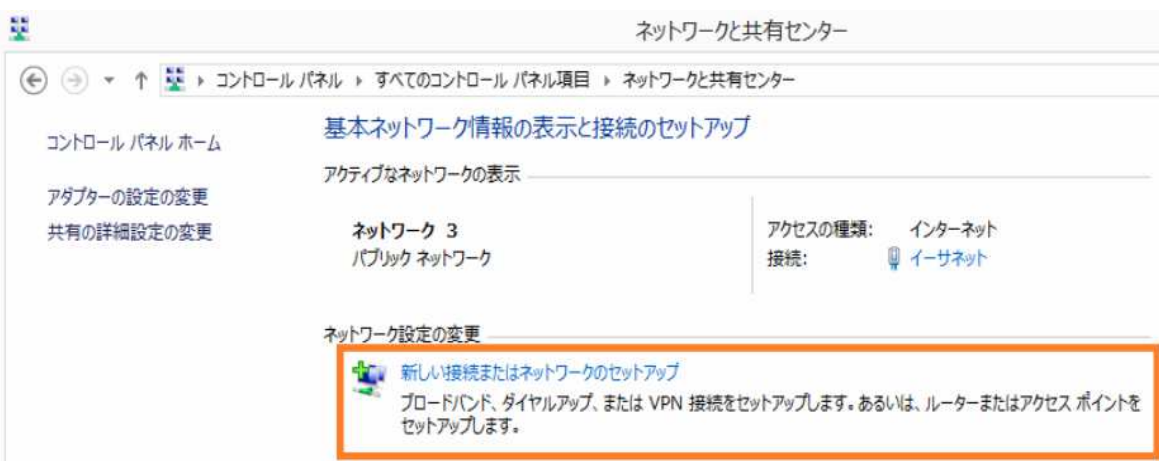 ネットワークと共有センター
コントロール パネル ▸ すべてのコントロール パネル項目 ▸ ネットワークと共有センター
コントロール パネル ホーム
アダプターの設定の変更
共有の詳細設定の変更
基本ネットワーク情報の表示と接続のセットアップ
アクティブなネットワークの表示
ネットワーク 3
パブリック ネットワーク
アクセスの種類: インターネット
接続: イーサネット
ネットワーク設定の変更
新しい接続またはネットワークのセットアップ
ブロードバンド、ダイヤルアップ、または VPN 接続をセットアップします。あるいは、ルーターまたはアクセス ポイントを
セットアップします。